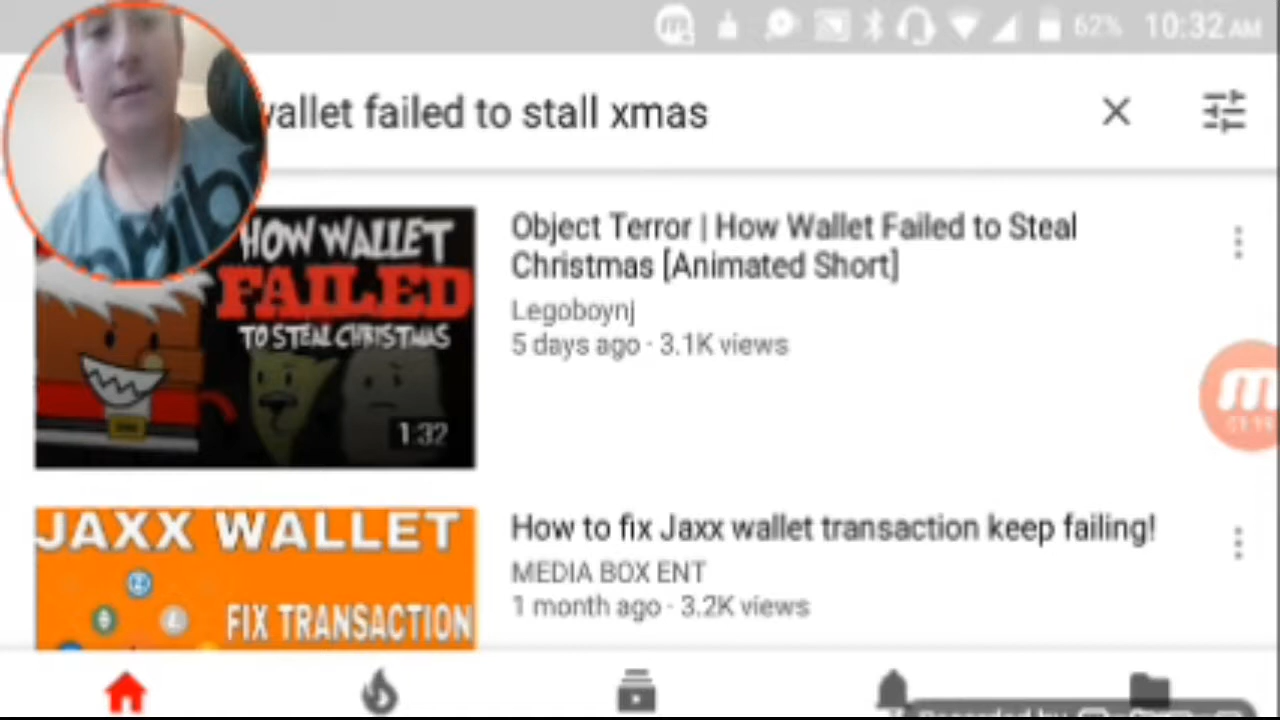 62% 10:32 AM
wallet failed to stall xmas
HOW WALLET
FAILED
TO STEAL CHRISTMAS
1:32
Object Terror | How Wallet Failed to Steal
Christmas [Animated Short]
Legoboynj
5 days ago · 3.1K views
JAXX WALLET
FIX TRANSACTION
How to fix Jaxx wallet transaction keep failing!
MEDIA BOX ENT
1 month ago · 3.2K views